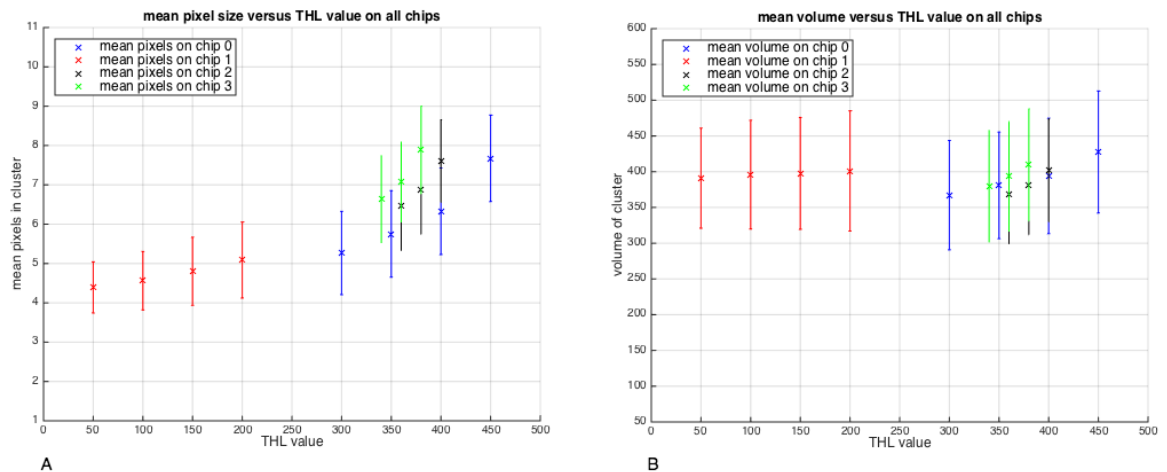 mean pixel size versus THL value on all chips
11
10
9
8
7
6
5
4
3
2
1
mean pixels in cluster
mean pixels on chip 0
mean pixels on chip 1
mean pixels on chip 2
mean pixels on chip 3
0 50 100 150 200 250 300 350 400 450 500
THL value
A
mean volume versus THL value on all chips
600
550
500
450
400
350
300
250
200
150
100
50
volume of cluster
mean volume on chip 0
mean volume on chip 1
mean volume on chip 2
mean volume on chip 3
0 50 100 150 200 250 300 350 400 450 500
THL value
B